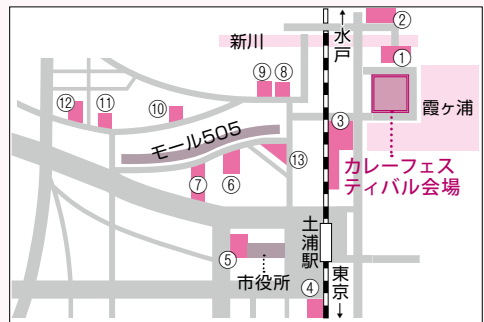 ↑
水戸
②
新川
①
⑨
⑧
⑫
⑪
⑩
③
霞ヶ浦
モール505
⑬
カレーフェス
ティバル会場
⑦
⑥
土浦駅
⑤
市役所
④
東京
↓